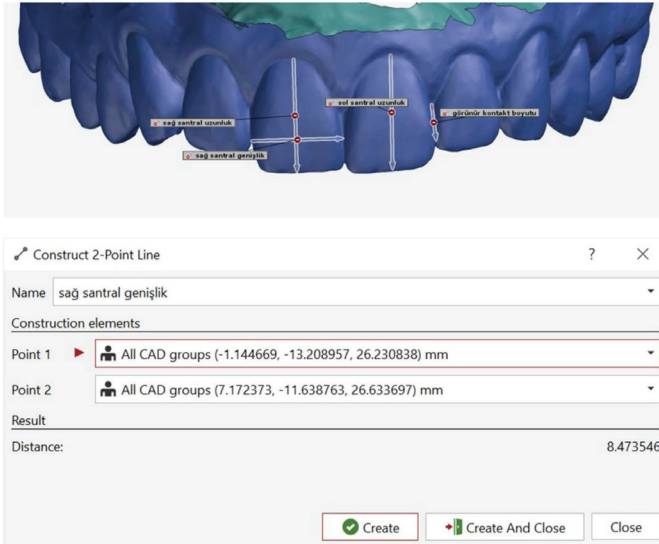 sol santral uzunluk
görünür kontakt boyutu
sağ santral uzunluk
sağ santral genişlik
Construct 2-Point Line
?
Name sağ santral genişlik
Construction elements
Point 1 All CAD groups (-1.144669, -13.208957, 26.230838) mm
Point 2 All CAD groups (7.172373, -11.638763, 26.633697) mm
Result
Distance: 8.473546
Create Create And Close Close